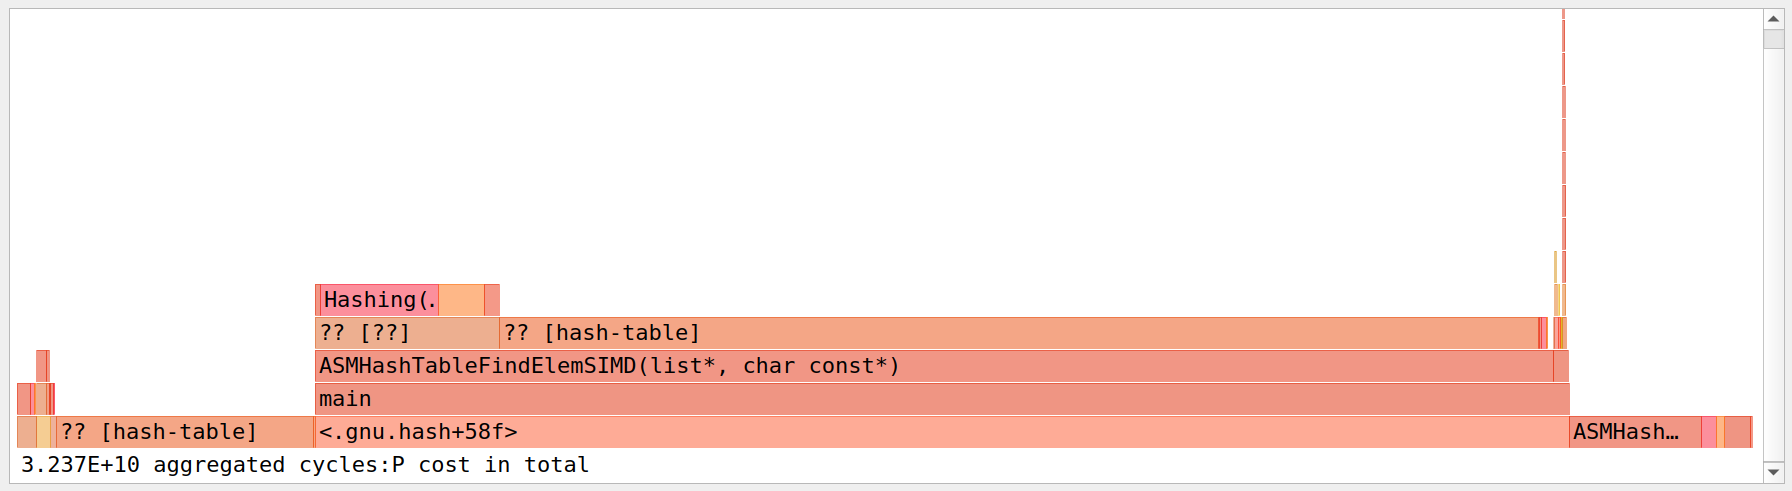 Hashing(.
?? [??] ?? [hash-table]
ASMHashTableFindElemSIMD(list*, char const*)
main
?? [hash-table] <.gnu.hash+58f> ASMHash…
3.237E+10 aggregated cycles:P cost in total